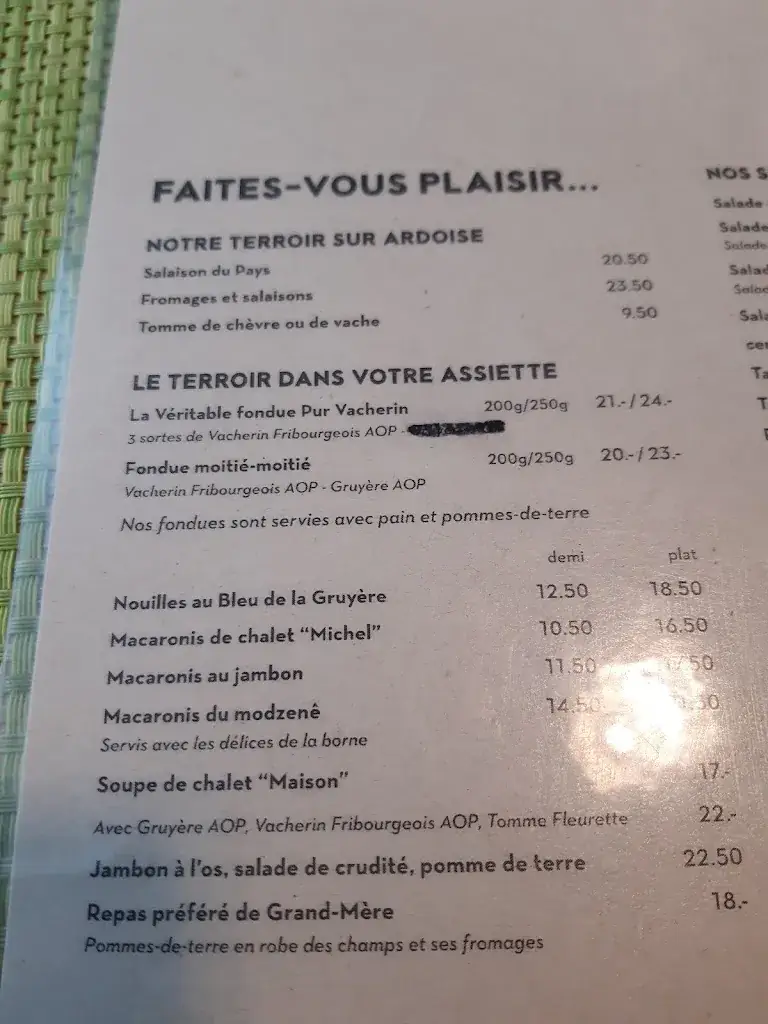 FAITES-VOUS PLAISIR...
NOTRE TERROIR SUR ARDOISE
Salaison du Pays 20.50
Fromages et salaisons 23.50
Tomme de chèvre ou de vache 9.50
LE TERROIR DANS VOTRE ASSIETTE
La Véritable fondue Pur Vacherin 200g/250g 21.-/24.-
3 sortes de Vacherin Fribourgeois AOP -
Fondue moitié-moitié 200g/250g 20.-/23.-
Vacherin Fribourgeois AOP - Gruyère AOP
Nos fondues sont servies avec pain et pommes-de-terre
demi plat
Nouilles au Bleu de la Gruyère 12.50 18.50
Macaronis de chalet “Michel” 10.50 16.50
Macaronis au jambon 11.50
Macaronis du modzenê 14.50
Servis avec les délices de la borne
Soupe de chalet “Maison” 17.-
Avec Gruyère AOP, Vacherin Fribourgeois AOP, Tomme Fleurette 22.-
Jambon à l'os, salade de crudité, pomme de terre 22.50
Repas préféré de Grand-Mère 18.-
Pommes-de-terre en robe des champs et ses fromages
NOS
Salade
Salade
Salade